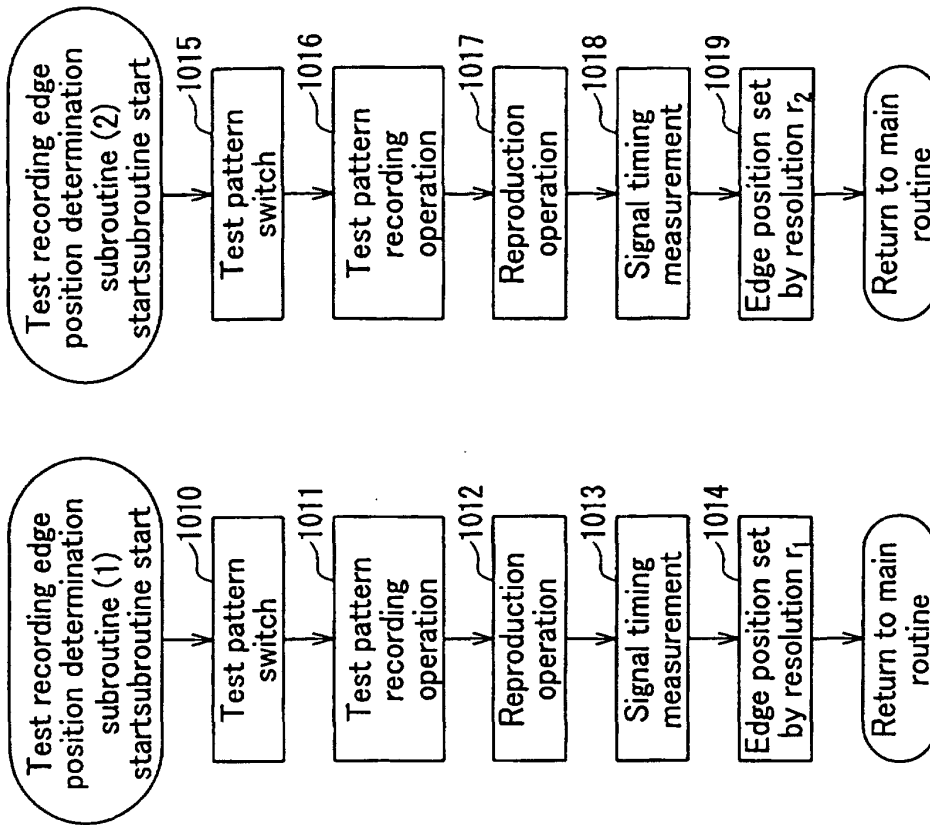 Test recording edge
position determination
subroutine (1)
startsubroutine start
1010
Test pattern
switch
1011
Test pattern
recording
operation
1012
Reproduction
operation
1013
Signal timing
measurement
1014
Edge position set
by resolution r₁
Return to main
routine
Test recording edge
position determination
subroutine (2)
startsubroutine start
1015
Test pattern
switch
1016
Test pattern
recording
operation
1017
Reproduction
operation
1018
Signal timing
measurement
1019
Edge position set
by resolution r₂
Return to main
routine